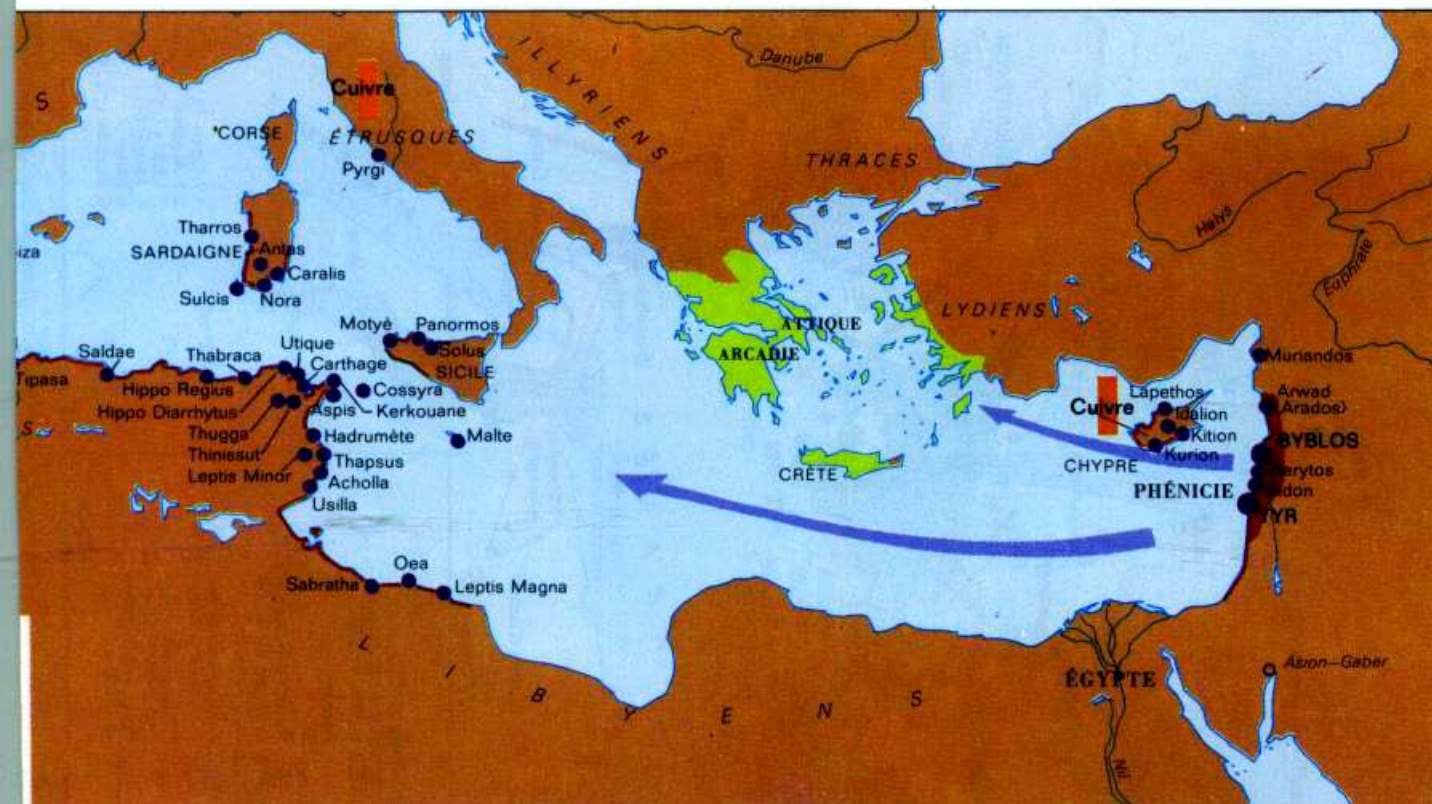 Danube
ILLYRIENS
Cuivre
S
CORSE
ÉTRUSQUES
THRACES
Pyrgi
Halys
Tharros
SARDAIGNE
Antas
Caralis
Sulcis
Nora
Euphrate
LYDIENS
Motyé
Panormos
ATTIQUE
Solus
ARCADIE
SICILE
Utique
Saldae
Thabraca
Carthage
Muriandos
Tipasa
Hippo Regius
Cossyra
Hippo Diarrhytus
Aspis
Kerkouane
Lapethos
Arwad
(Arados)
Cuivre
Idalion
Thugga
Hadrumète
Malte
Kition
BYBLOS
Thinissut
Thapsus
Kurion
CHYPRE
CRÈTE
Leptis Minor
Acholla
PHÉNICIE
Usilla
Oea
Sabratha
Leptis Magna
LIBYENS
ÉGYPTE
Asion–Gaber
Nil